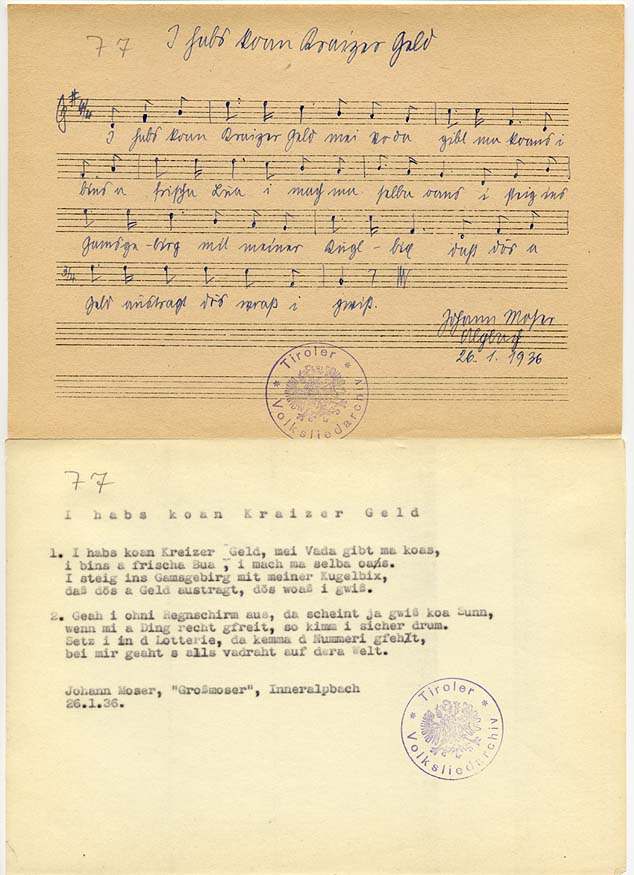 77 I habs koan Kraizer Geld
I habs koan Kraizer Geld mei Voda gibt ma koans i
bins a frischa Bua i mach ma selba oans i steig ins
Gamsge-birg mit meiner Kugl-bix daß dös a
Geld austragt dös waß i gwiß.
Johann Moser
26. 1. 1936
* Tiroler *
Volksliedarchiv
77
I habs koan Kraizer Geld
1. I habs koan Kreizer Geld, mei Vada gibt ma koas,
i bins a frischa Bua , i mach ma selba oans.
I steig ins Gamsgebirg mit meiner Kugelbix,
daß dös a Geld austragt, dös woaß i gwiß.
2. Geah i ohni Regnschirm aus, da scheint ja gwiß koa Sunn,
wenn mi a Ding recht gfreit, so kimm i sicher drum.
Setz i in d Lotterie, da kemma d Nummeri gfehlt,
bei mir geaht s alls vadraht auf dera Welt.
Johann Moser, "Großmoser", Inneralpbach
26.1.36.
* Tiroler *
Volksliedarchiv